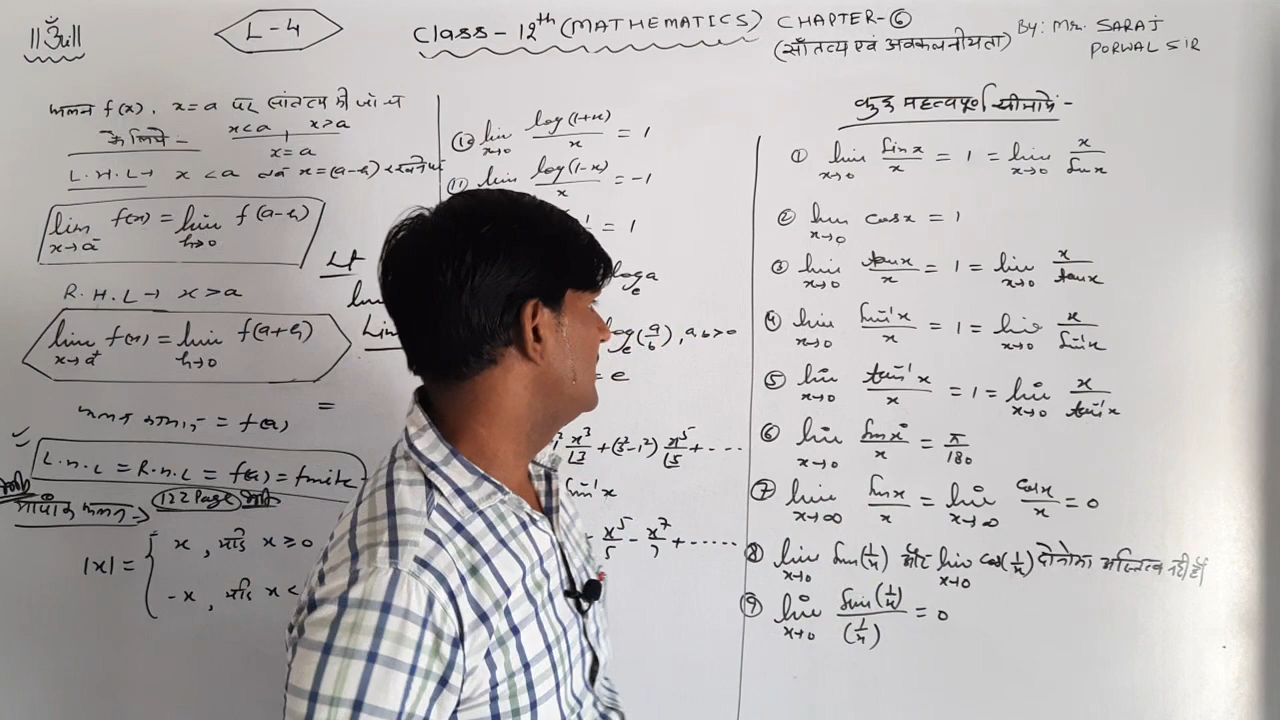 ॥ॐ॥
L-4
Class-12th (MATHEMATICS) CHAPTER-⑥
(साँतत्य एवं अवकलनीयता)
By: Mr. SARAJ
PORWAL SIR
फलन f(x), x=a पर सांतत्य की जाँच
के लिये:-
x<a x>a
x=a
L.H.L→ x<a तब x=(a-h) रखने पर
lim x→a⁻ f(x) = lim h→0 f(a-h)
R.H.L→ x>a
lim x→a⁺ f(x) = lim h→0 f(a+h)
फलन का मान = f(a)
L.H.L = R.H.L = f(a) = finite
मापांक फलन→ 122 Page
|x| = { x, यदि x≥0
-x, यदि x<
⑩ lim x→0 log(1+x)/x = 1
⑪ lim log(1-x)/x = -1
= 1
log_e a
log_e(a/b), a,b>0
= e
x³/⌊3 + (3²-1²) x⁵/⌊5 + ----
sin⁻¹x
x⁵/5 - x⁷/7 + ------
कुछ महत्वपूर्ण सीमायें:-
① lim x→0 sinx/x = 1 = lim x→0 x/sinx
② lim x→0 cosx = 1
③ lim x→0 tanx/x = 1 = lim x→0 x/tanx
④ lim x→0 sin⁻¹x/x = 1 = lim x→0 x/sin⁻¹x
⑤ lim x→0 tan⁻¹x/x = 1 = lim x→0 x/tan⁻¹x
⑥ lim x→0 sinx°/x = π/180
⑦ lim x→∞ sinx/x = lim x→∞ cosx/x = 0
⑧ lim x→0 sin(1/x) और lim x→0 cos(1/x) दोनोका अस्तित्व नहीं है
⑨ lim x→0 sin(1/x)/(1/x) = 0